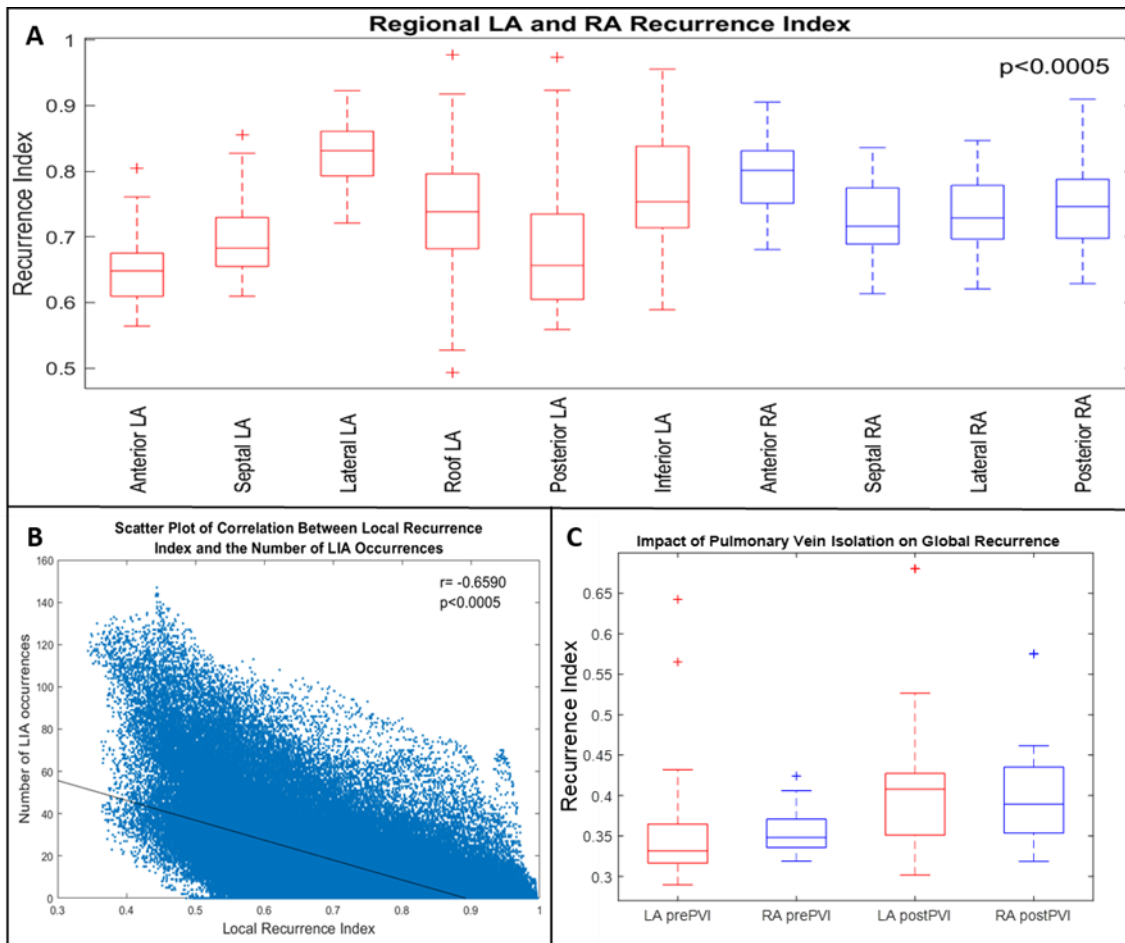 A
Regional LA and RA Recurrence Index
p<0.0005
Recurrence Index
1
0.9
0.8
0.7
0.6
0.5
Anterior LA
Septal LA
Lateral LA
Roof LA
Posterior LA
Inferior LA
Anterior RA
Septal RA
Lateral RA
Posterior RA
B
Scatter Plot of Correlation Between Local Recurrence
Index and the Number of LIA Occurrences
r= -0.6590
p<0.0005
Number of LIA occurrences
160
140
120
100
80
60
40
20
0
0.3 0.4 0.5 0.6 0.7 0.8 0.9 1
Local Recurrence Index
C
Impact of Pulmonary Vein Isolation on Global Recurrence
Recurrence Index
0.65
0.6
0.55
0.5
0.45
0.4
0.35
0.3
LA prePVI RA prePVI LA postPVI RA postPVI